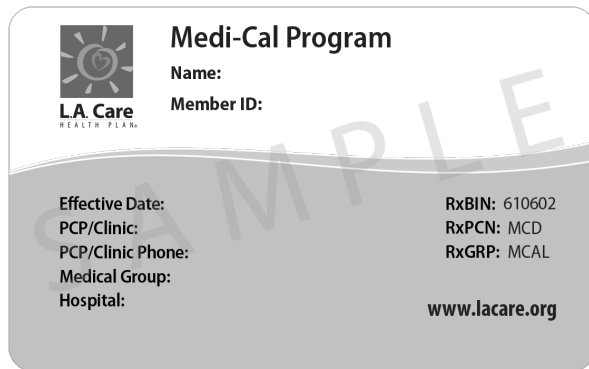 Medi-Cal Program
Name:
Member ID:
L.A. Care
HEALTH PLAN®
SAMPLE
Effective Date:
PCP/Clinic:
PCP/Clinic Phone:
Medical Group:
Hospital:
RxBIN: 610602
RxPCN: MCD
RxGRP: MCAL
www.lacare.org